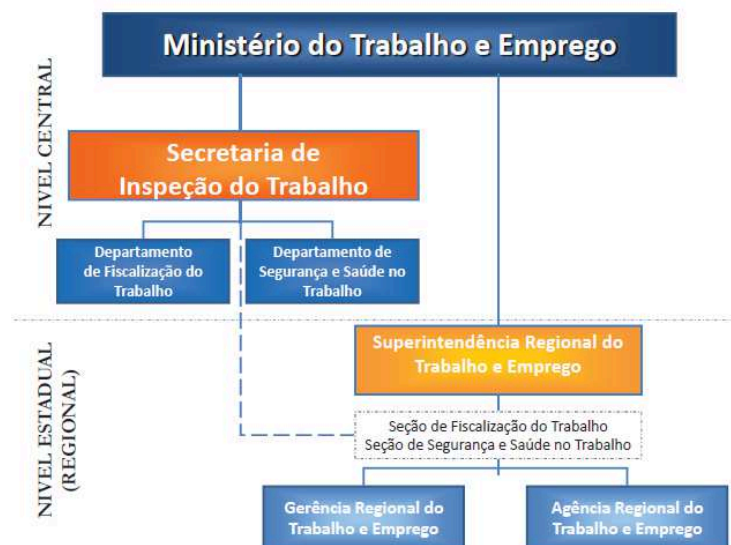 Ministério do Trabalho e Emprego
NIVEL CENTRAL
Secretaria de
Inspeção do Trabalho
Departamento
de Fiscalização do
Trabalho
Departamento de
Segurança e Saúde no
Trabalho
NIVEL ESTADUAL
(REGIONAL)
Superintendência Regional do
Trabalho e Emprego
Seção de Fiscalização do Trabalho
Seção de Segurança e Saúde no Trabalho
Gerência Regional do
Trabalho e Emprego
Agência Regional do
Trabalho e Emprego